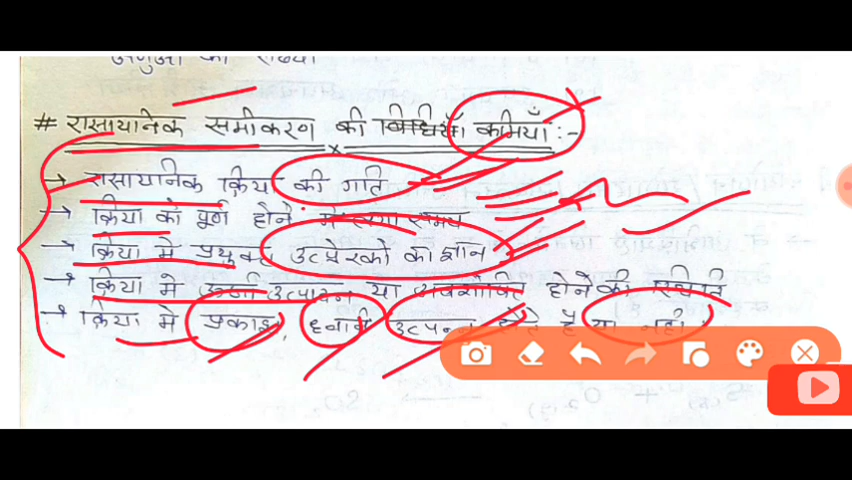 # रासायनिक समीकरण की विधियाँ कमियाँ :-
→ रासायनिक क्रिया की गति
→ क्रिया को पूर्ण होने में लगा समय
→ क्रिया में प्रयुक्त उत्प्रेरको का ज्ञान
→ क्रिया में ऊर्जा उत्पादन या अवशोषित होने की स्थिति
→ क्रिया में प्रकाश, ध्वनि उत्पन्न होते है या नही